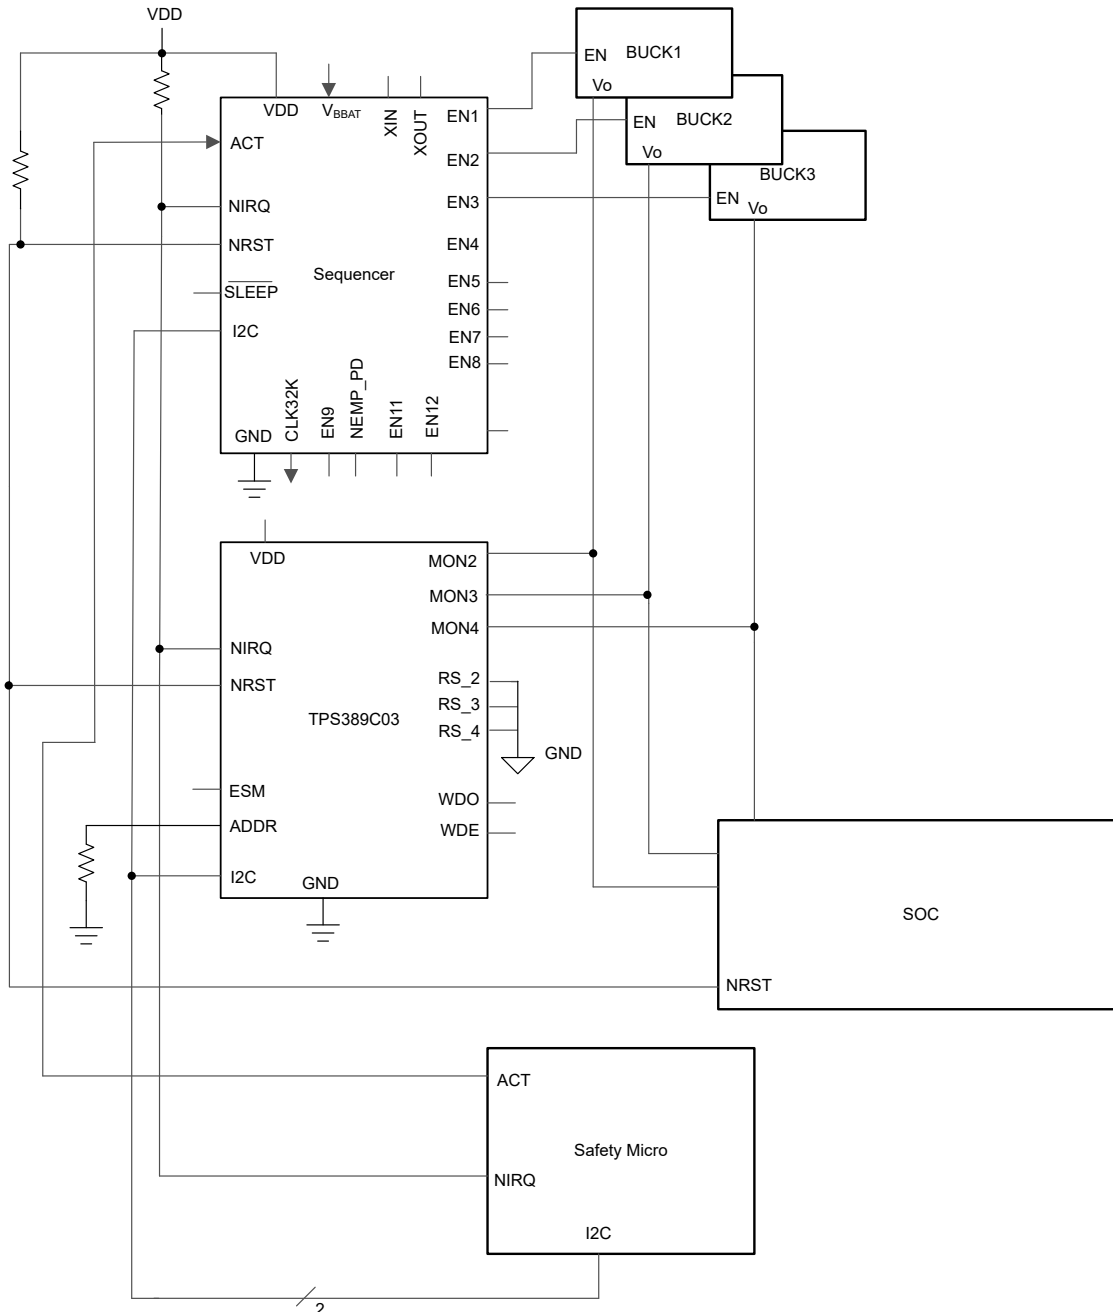 VDD
VDD
VBBAT
XIN
XOUT
ACT
NIRQ
NRST
SLEEP
I2C
GND
Sequencer
CLK32K
EN9
NEMP_PD
EN11
EN12
EN1
EN2
EN3
EN4
EN5
EN6
EN7
EN8
EN
BUCK1
Vo
EN
BUCK2
Vo
EN
BUCK3
Vo
VDD
NIRQ
NRST
ESM
ADDR
I2C
GND
TPS389C03
MON2
MON3
MON4
RS_2
RS_3
RS_4
WDO
WDE
GND
SOC
NRST
ACT
Safety Micro
NIRQ
I2C
2